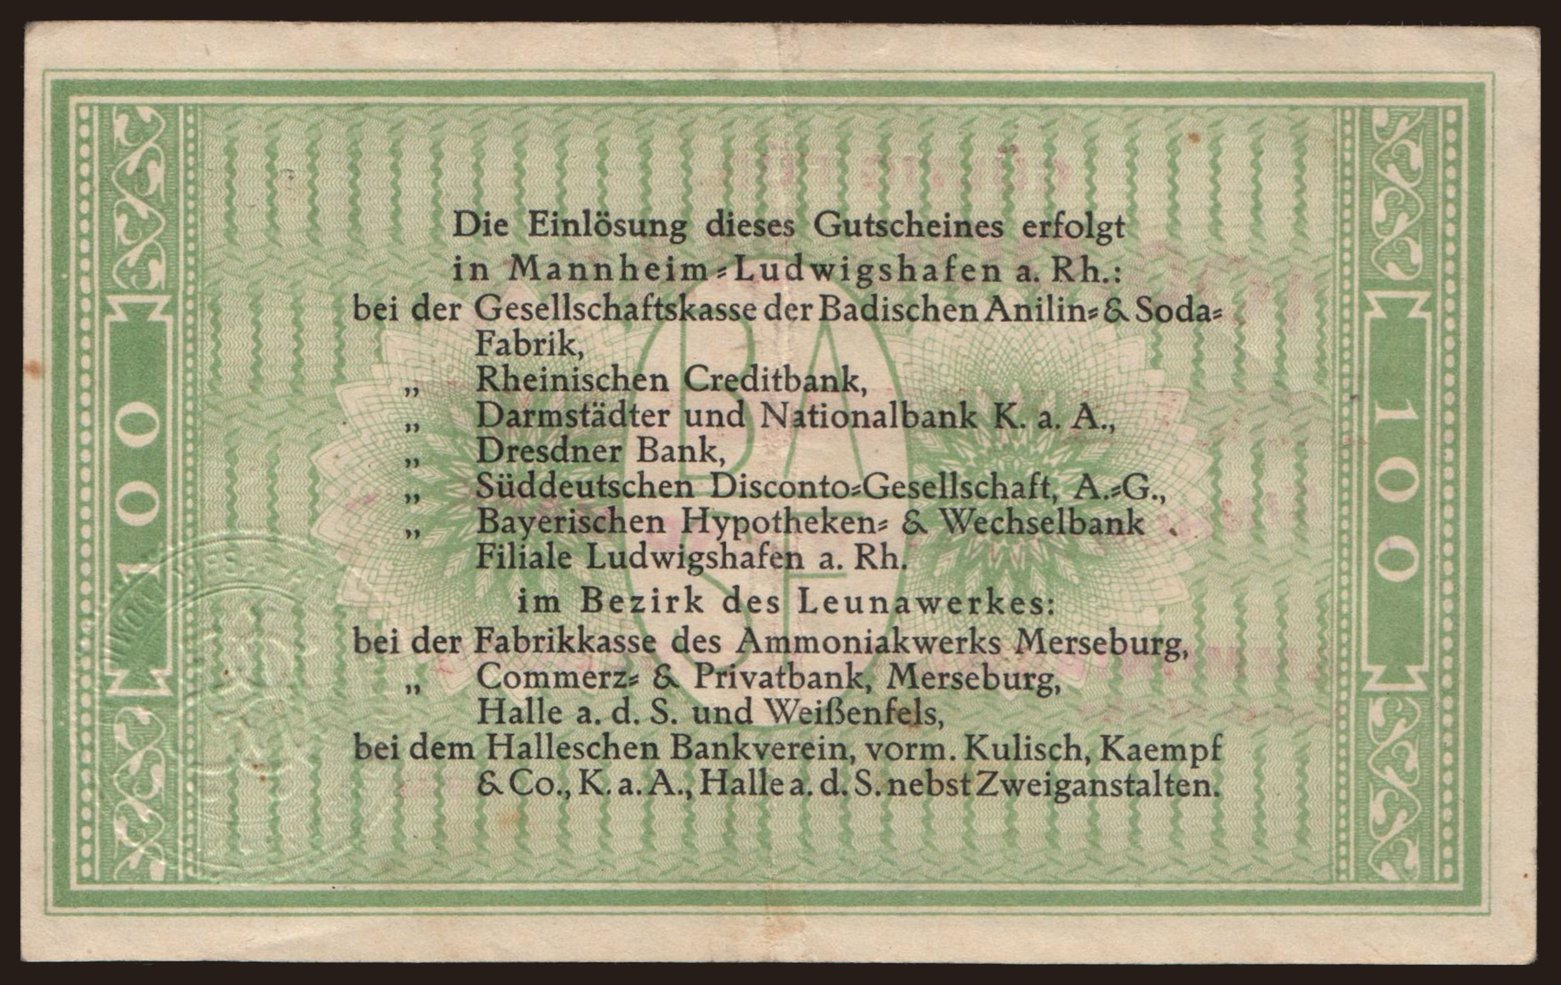 Die Einlösung dieses Gutscheines erfolgt
in Mannheim⸗Ludwigshafen a. Rh.:
bei der Gesellschaftskasse der Badischen Anilin⸗ & Soda⸗
Fabrik,
„ Rheinischen Creditbank,
„ Darmstädter und Nationalbank K. a. A.,
„ Dresdner Bank,
„ Süddeutschen Disconto⸗Gesellschaft, A.⸗G.,
„ Bayerischen Hypotheken⸗ & Wechselbank
Filiale Ludwigshafen a. Rh.
im Bezirk des Leunawerkes:
bei der Fabrikkasse des Ammoniakwerks Merseburg,
„ Commerz⸗ & Privatbank, Merseburg,
Halle a. d. S. und Weißenfels,
bei dem Halleschen Bankverein, vorm. Kulisch, Kaempf
& Co., K. a. A., Halle a. d. S. nebst Zweiganstalten.
100
100
BA
SF